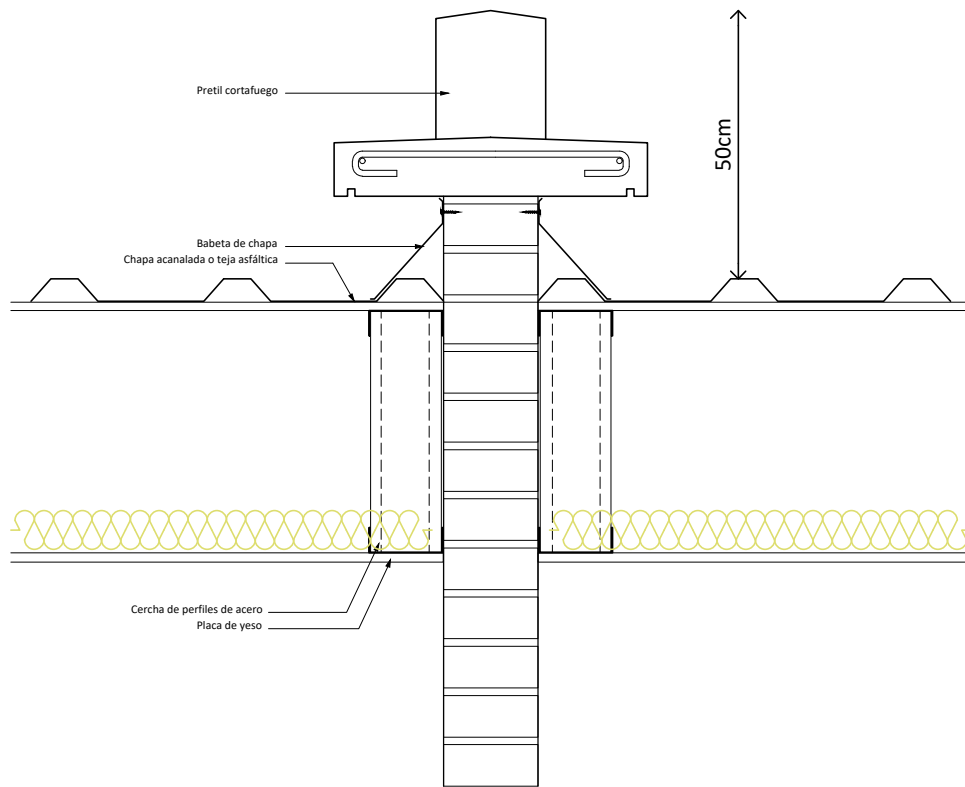 Pretil cortafuego
50cm
Babeta de chapa
Chapa acanalada o teja asfáltica
Cercha de perfiles de acero
Placa de yeso